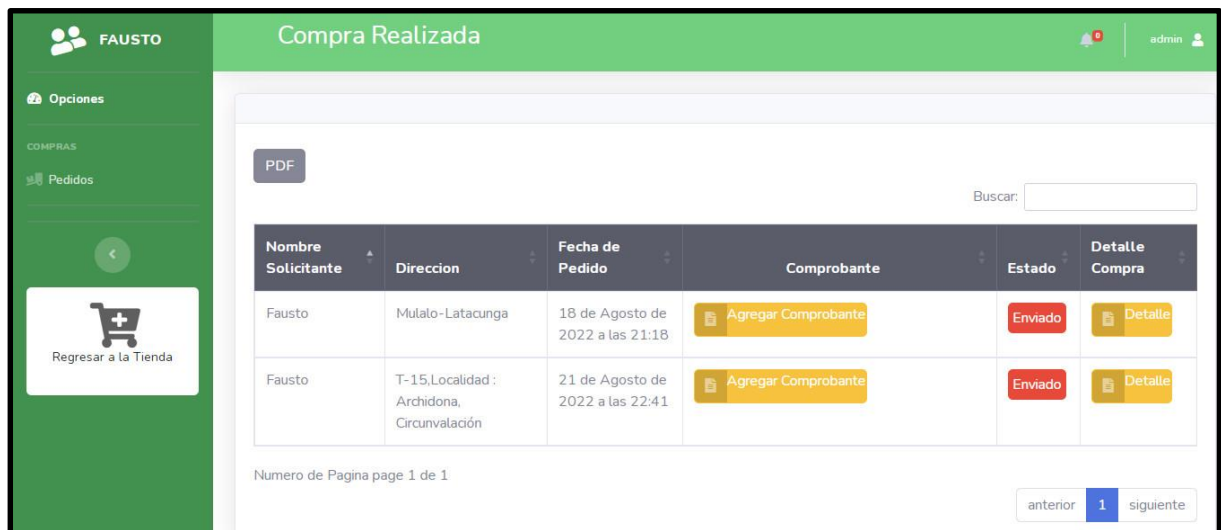 FAUSTO
Compra Realizada
0
admin
Opciones
COMPRAS
Pedidos
Regresar a la Tienda
PDF
Buscar:
Nombre Solicitante Direccion Fecha de Pedido Comprobante Estado Detalle Compra
Fausto Mulalo-Latacunga 18 de Agosto de 2022 a las 21:18 Agregar Comprobante Enviado Detalle
Fausto T-15,Localidad : Archidona, Circunvalación 21 de Agosto de 2022 a las 22:41 Agregar Comprobante Enviado Detalle
Numero de Pagina page 1 de 1
anterior 1 siguiente